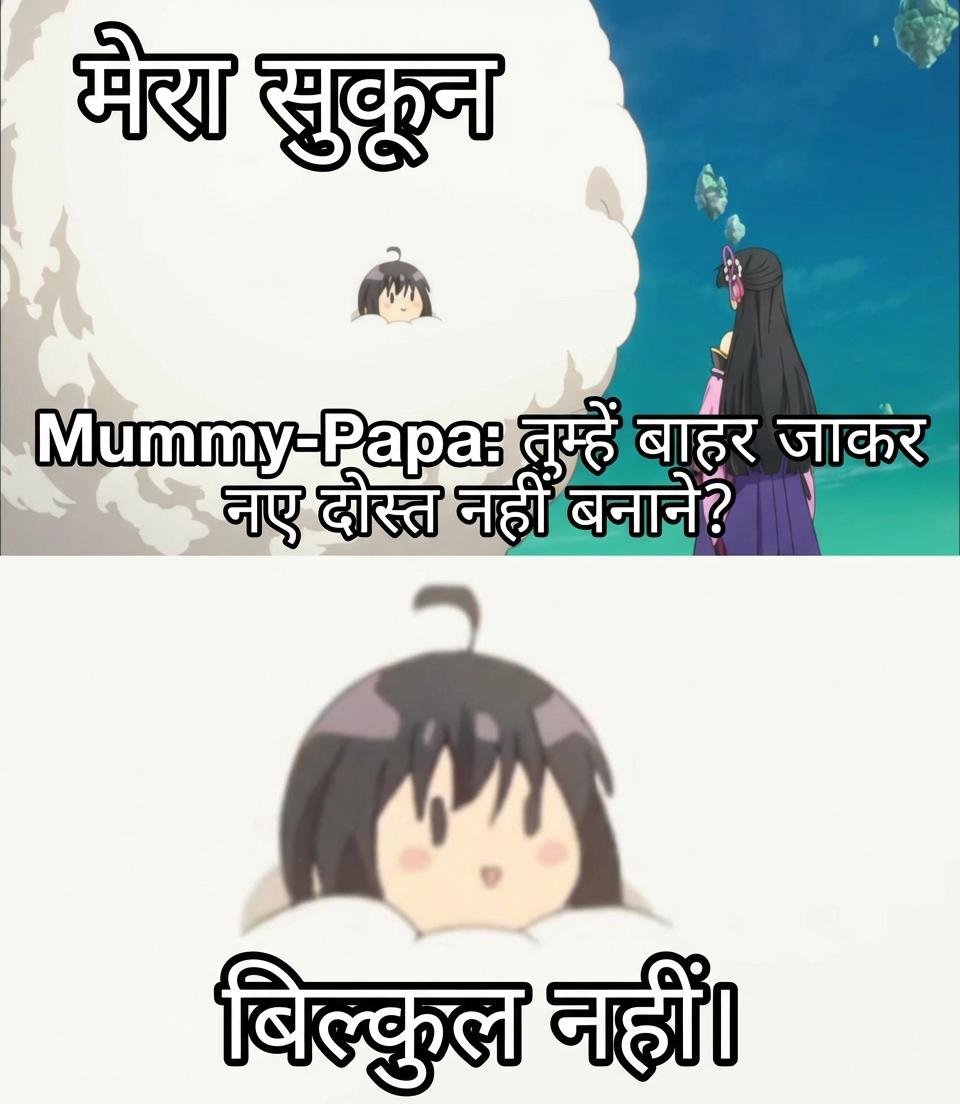 मेरा सुकून
Mummy-Papa: तुम्हें बाहर जाकर
नए दोस्त नहीं बनाने?
बिल्कुल नहीं।